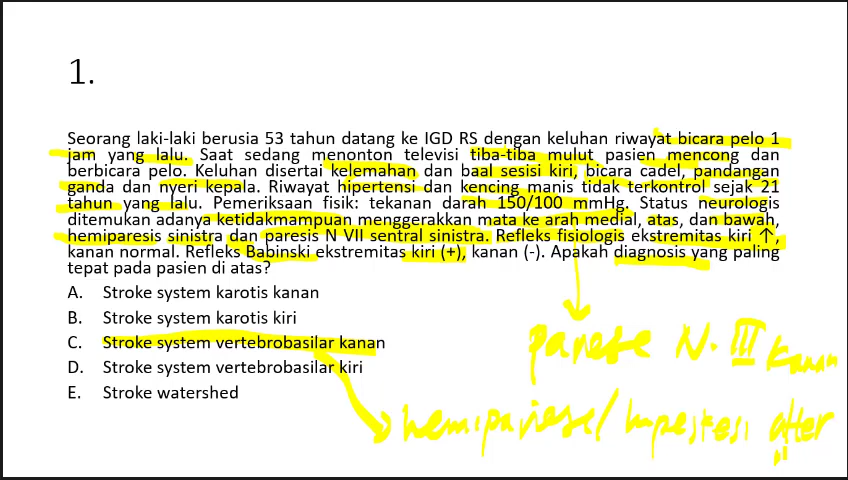 1.
Seorang laki-laki berusia 53 tahun datang ke IGD RS dengan keluhan riwayat bicara pelo 1
jam yang lalu. Saat sedang menonton televisi tiba-tiba mulut pasien mencong dan
berbicara pelo. Keluhan disertai kelemahan dan baal sesisi kiri, bicara cadel, pandangan
ganda dan nyeri kepala. Riwayat hipertensi dan kencing manis tidak terkontrol sejak 21
tahun yang lalu. Pemeriksaan fisik: tekanan darah 150/100 mmHg. Status neurologis
ditemukan adanya ketidakmampuan menggerakkan mata ke arah medial, atas, dan bawah,
hemiparesis sinistra dan paresis N VII sentral sinistra. Refleks fisiologis ekstremitas kiri ↑,
kanan normal. Refleks Babinski ekstremitas kiri (+), kanan (-). Apakah diagnosis yang paling
tepat pada pasien di atas?
A. Stroke system karotis kanan
B. Stroke system karotis kiri
C. Stroke system vertebrobasilar kanan
D. Stroke system vertebrobasilar kiri
E. Stroke watershed
parese N. III kanan
hemiparese/ hipestesi alter